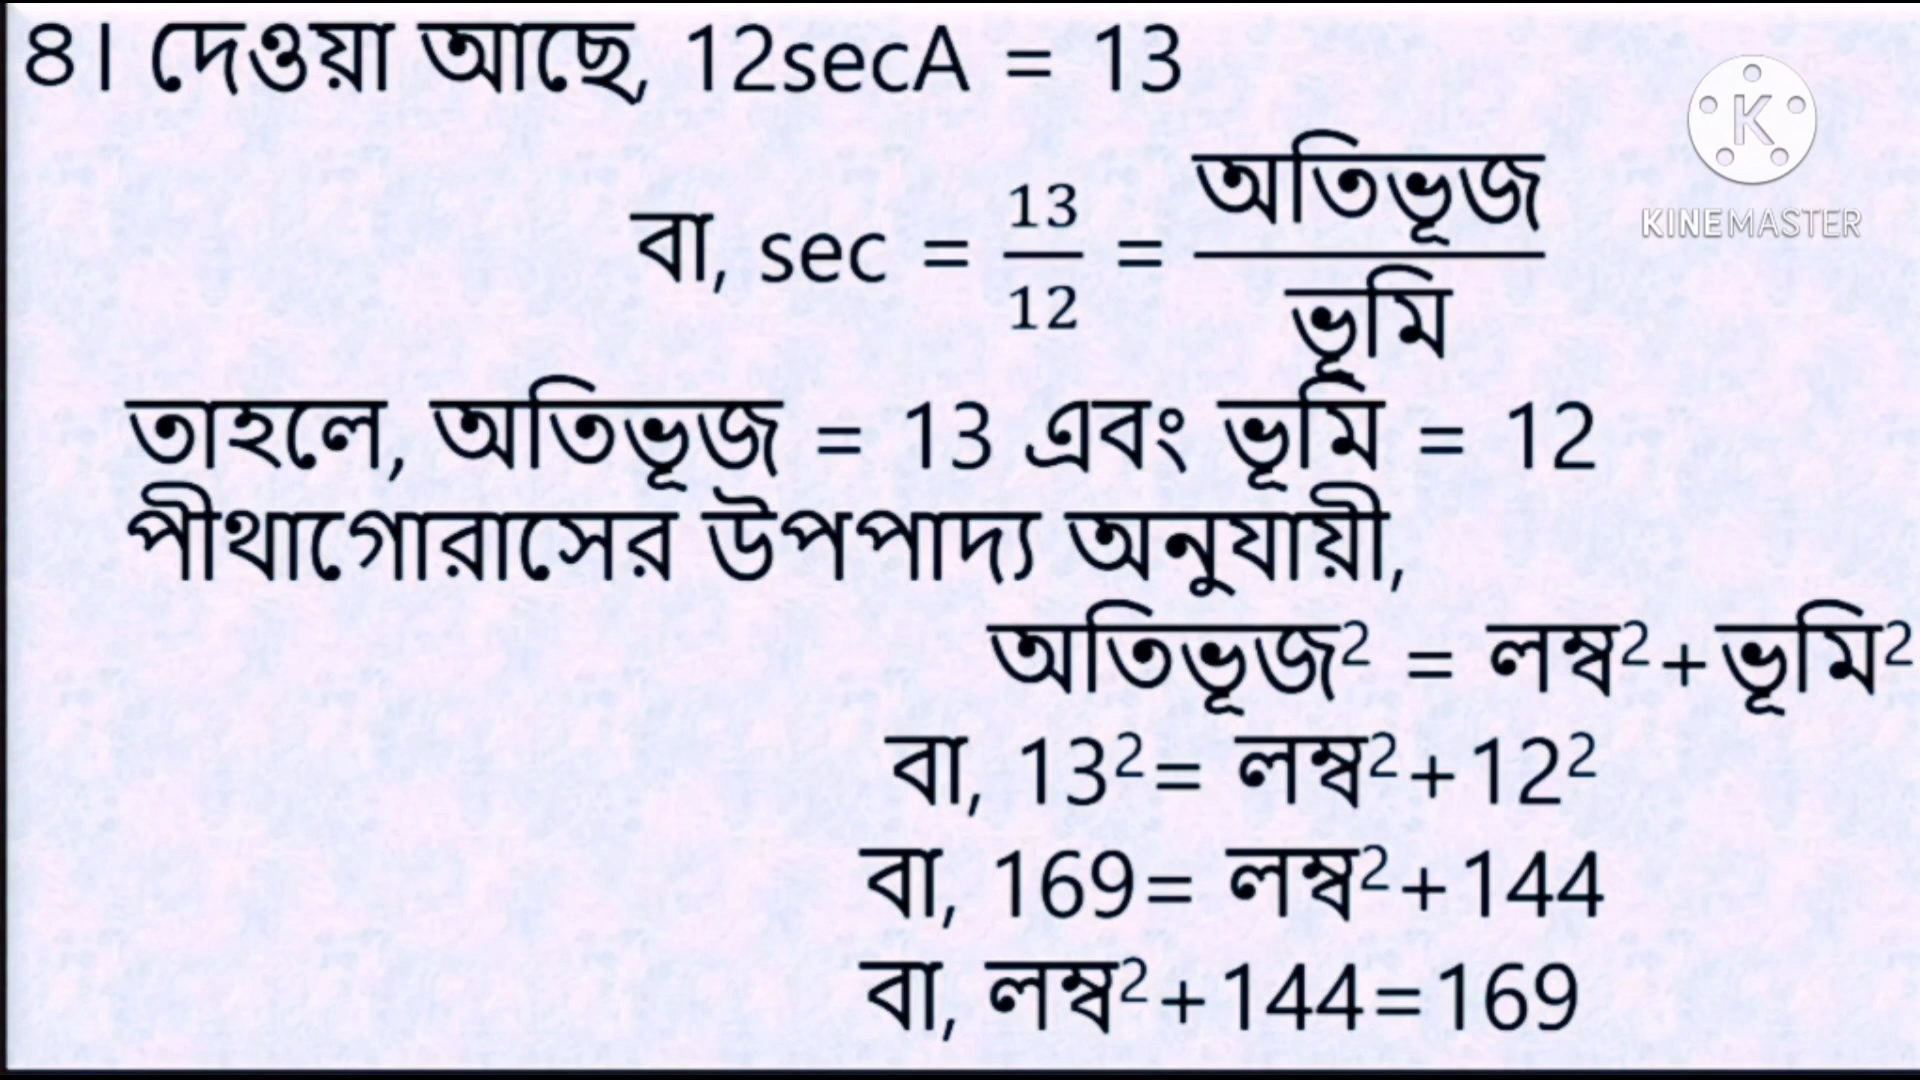 ৪। দেওয়া আছে, 12secA = 13
বা, sec = 13/12 = অতিভূজ/ভূমি
তাহলে, অতিভূজ = 13 এবং ভূমি = 12
পীথাগোরাসের উপপাদ্য অনুযায়ী,
অতিভূজ² = লম্ব²+ভূমি²
বা, 13²= লম্ব²+12²
বা, 169= লম্ব²+144
বা, লম্ব²+144=169
K
KINEMASTER